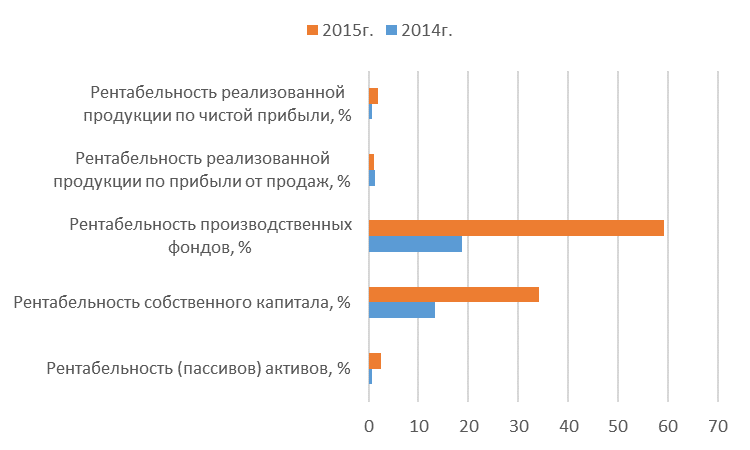 2015г. 2014г.
Рентабельность реализованной
продукции по чистой прибыли, %
Рентабельность реализованной
продукции по прибыли от продаж, %
Рентабельность производственных
фондов, %
Рентабельность собственного капитала, %
Рентабельность (пассивов) активов, %
0 10 20 30 40 50 60 70